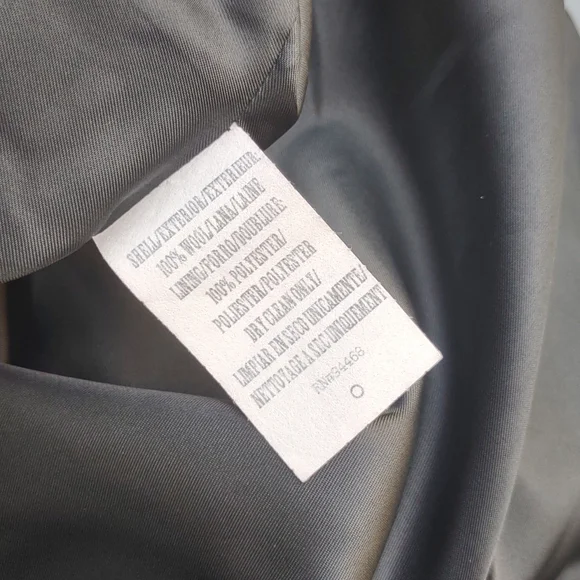 SHELL/EXTERIOR/EXTERIEUR:
100% WOOL/LANA/LAINE
LINING/FORRO/DOUBLURE:
100% POLYESTER/
POLIESTER/POLYESTER
DRY CLEAN ONLY/
LIMPIAR EN SECO UNICAMENTE/
NETTOYAGE A SEC UNIQUEMENT
RN#94468